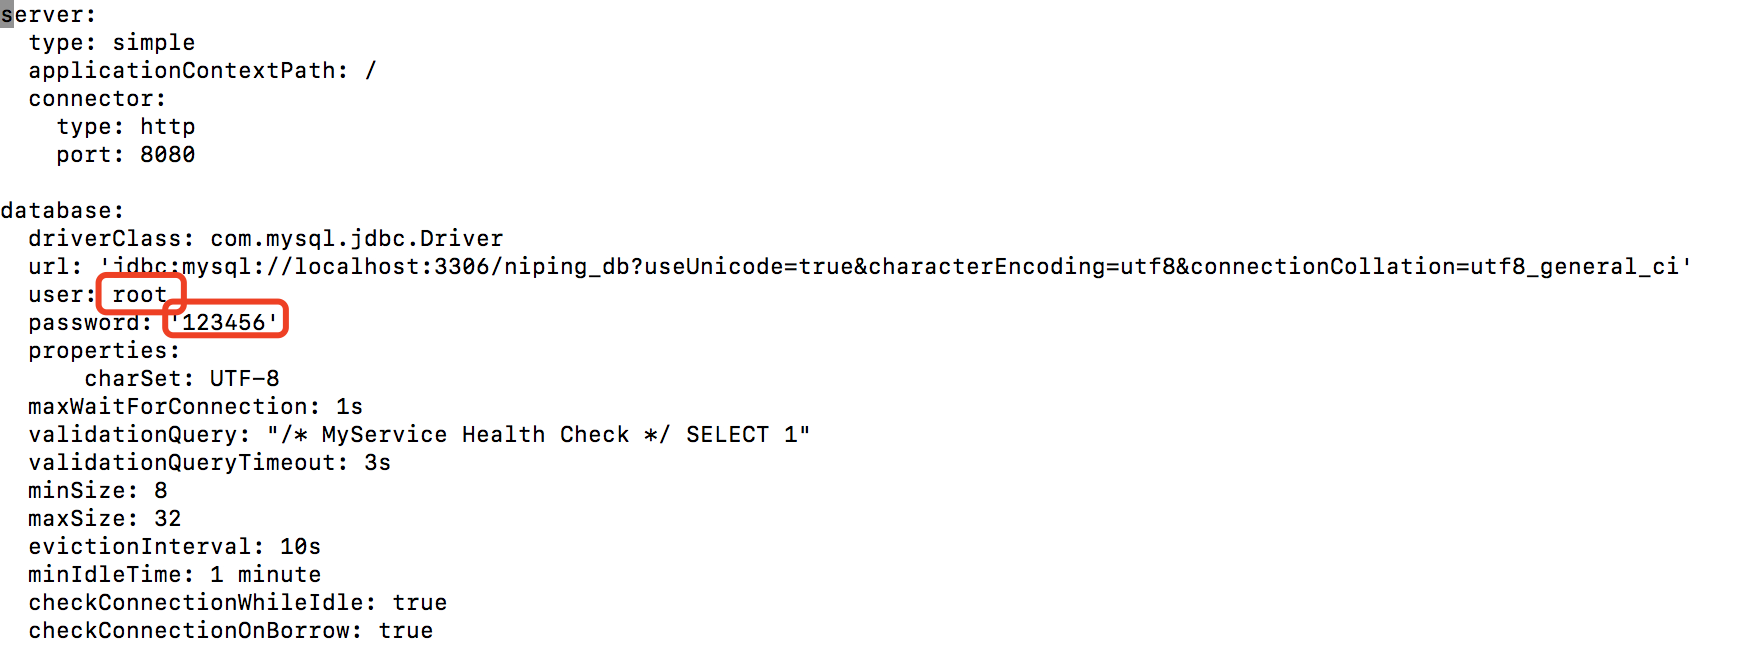 server:
  type: simple
  applicationContextPath: /
  connector:
    type: http
    port: 8080

database:
  driverClass: com.mysql.jdbc.Driver
  url: 'jdbc:mysql://localhost:3306/niping_db?useUnicode=true&characterEncoding=utf8&connectionCollation=utf8_general_ci'
  user: root
  password: '123456'
  properties:
      charSet: UTF-8
  maxWaitForConnection: 1s
  validationQuery: "/* MyService Health Check */ SELECT 1"
  validationQueryTimeout: 3s
  minSize: 8
  maxSize: 32
  evictionInterval: 10s
  minIdleTime: 1 minute
  checkConnectionWhileIdle: true
  checkConnectionOnBorrow: true